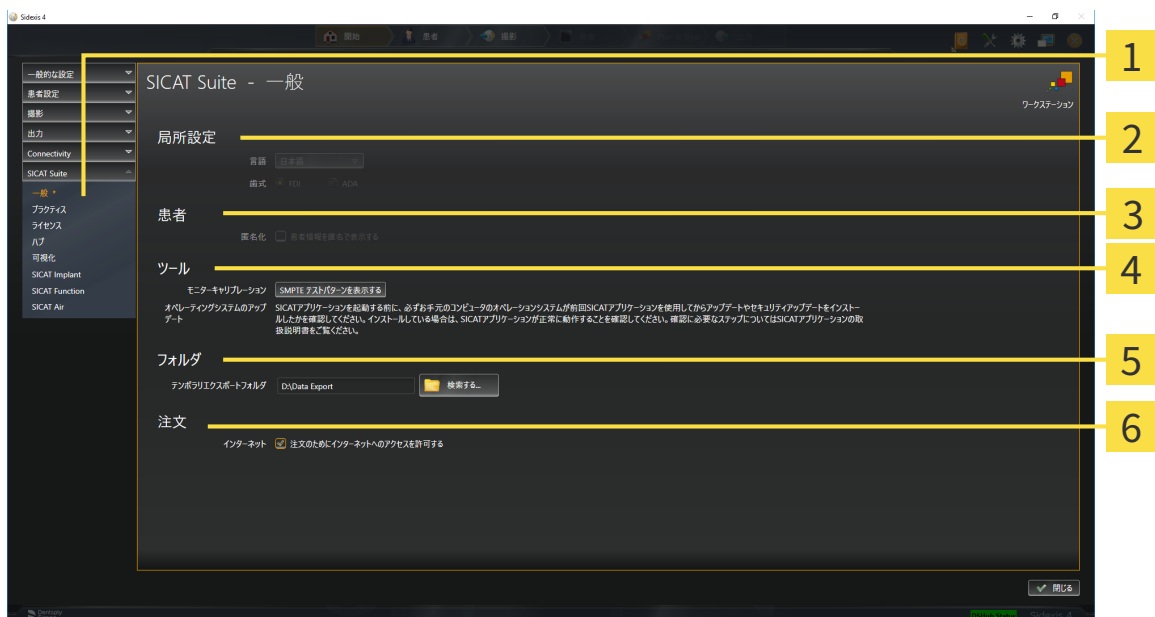 Sidexis 4
開始
患者
撮影
1
一般的な設定
患者設定
撮影
出力
Connectivity
SICAT Suite
一般
プラクティス
ライセンス
ハブ
可視化
SICAT Implant
SICAT Function
SICAT Air
SICAT Suite - 一般
ワークステーション
局所設定
2
言語 日本語
歯式 FDI ADA
患者
3
匿名化 患者情報を匿名で表示する
ツール
4
モニターキャリブレーション SMPTE テストパターンを表示する
オペレーティングシステムのアップデート
SICATアプリケーションを起動する前に、必ずお手元のコンピュータのオペレーションシステムが前回SICATアプリケーションを使用してからアップデートやセキュリティアップデートをインストー
ルしたかを確認してください。インストールしている場合は、SICATアプリケーションが正常に動作することを確認してください。確認に必要なステップについてはSICATアプリケーションの取
扱説明書をご覧ください。
フォルダ
5
テンポラリエクスポートフォルダ D:\Data Export 検索する...
注文
6
インターネット 注文のためにインターネットへのアクセスを許可する
閉じる
Dentsply
Sidexis 4